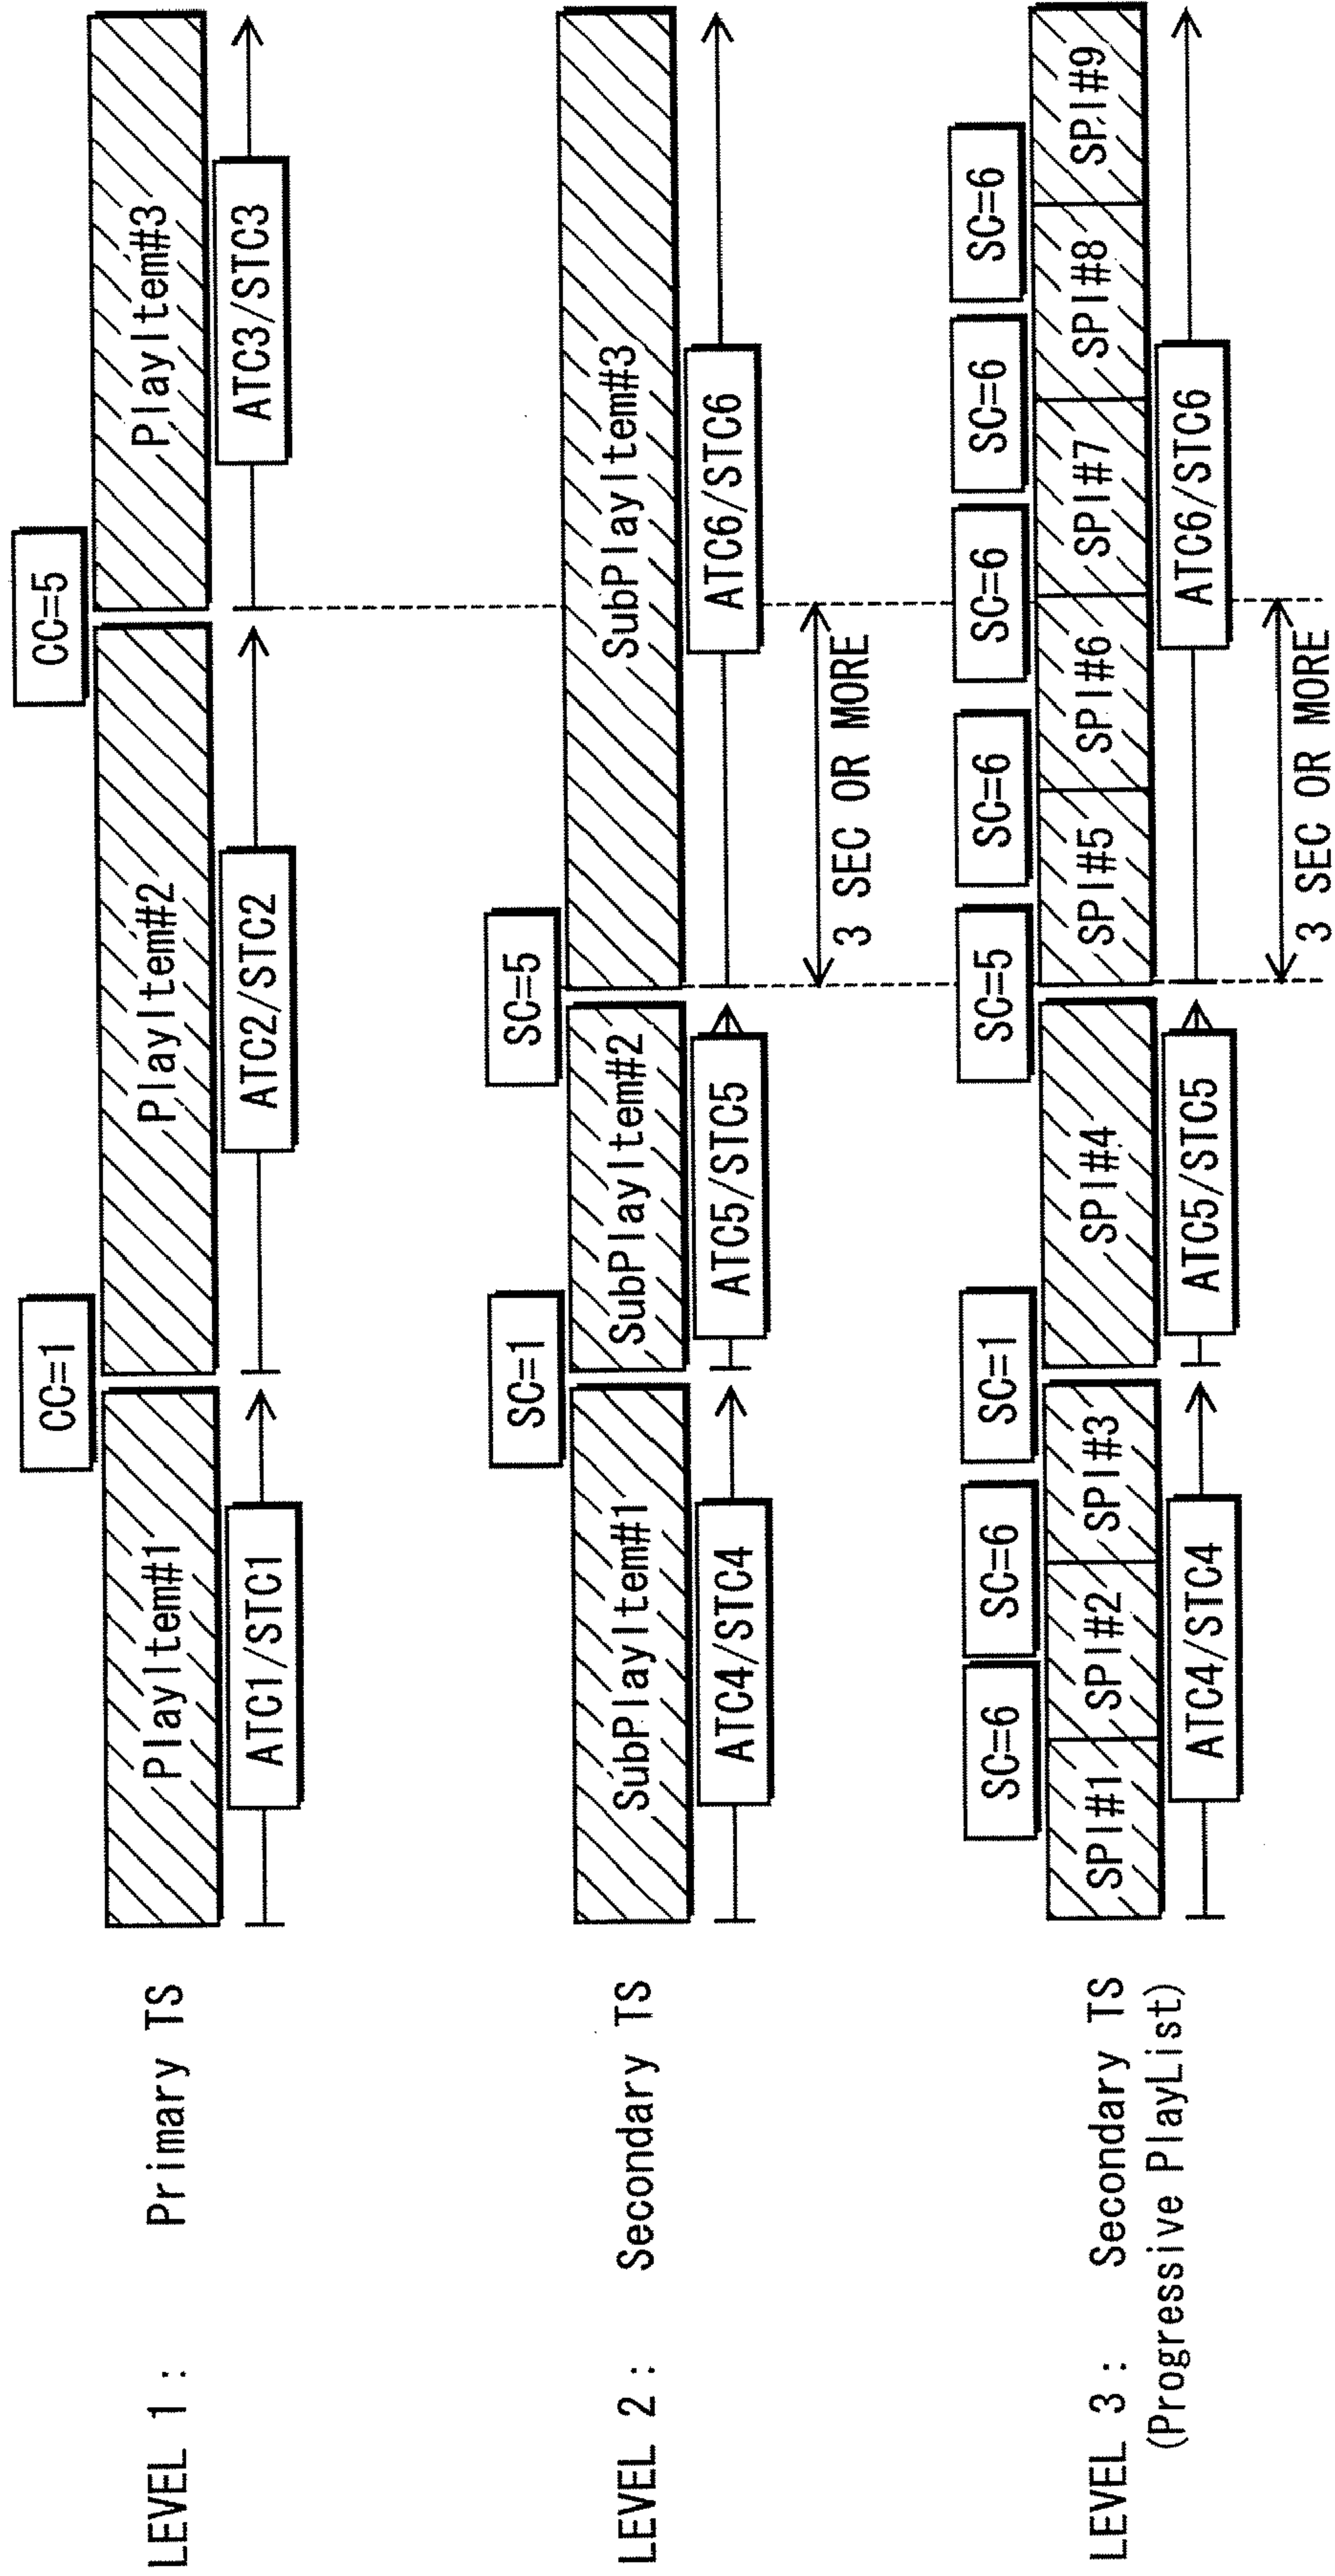 LEVEL 1 : Primary TS
CC=1
CC=5
PlayItem#1
PlayItem#2
PlayItem#3
ATC1/STC1
ATC2/STC2
ATC3/STC3
LEVEL 2 : Secondary TS
SC=1
SC=5
SubPlayItem#1
SubPlayItem#2
SubPlayItem#3
ATC4/STC4
ATC5/STC5
ATC6/STC6
3 SEC OR MORE
LEVEL 3 : Secondary TS
(Progressive PlayList)
SC=6
SC=6
SC=1
SC=5
SC=6
SC=6
SC=6
SC=6
SPI#1
SPI#2
SPI#3
SPI#4
SPI#5
SPI#6
SPI#7
SPI#8
SPI#9
ATC4/STC4
ATC5/STC5
ATC6/STC6
3 SEC OR MORE